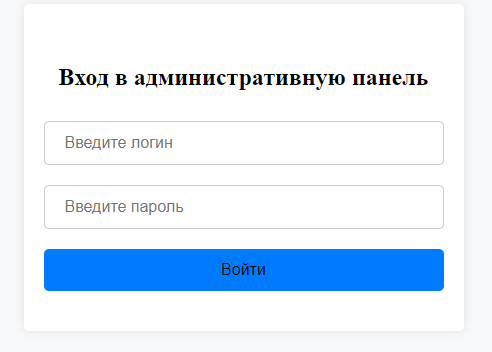 Вход в административную панель
Введите логин
Введите пароль
Войти